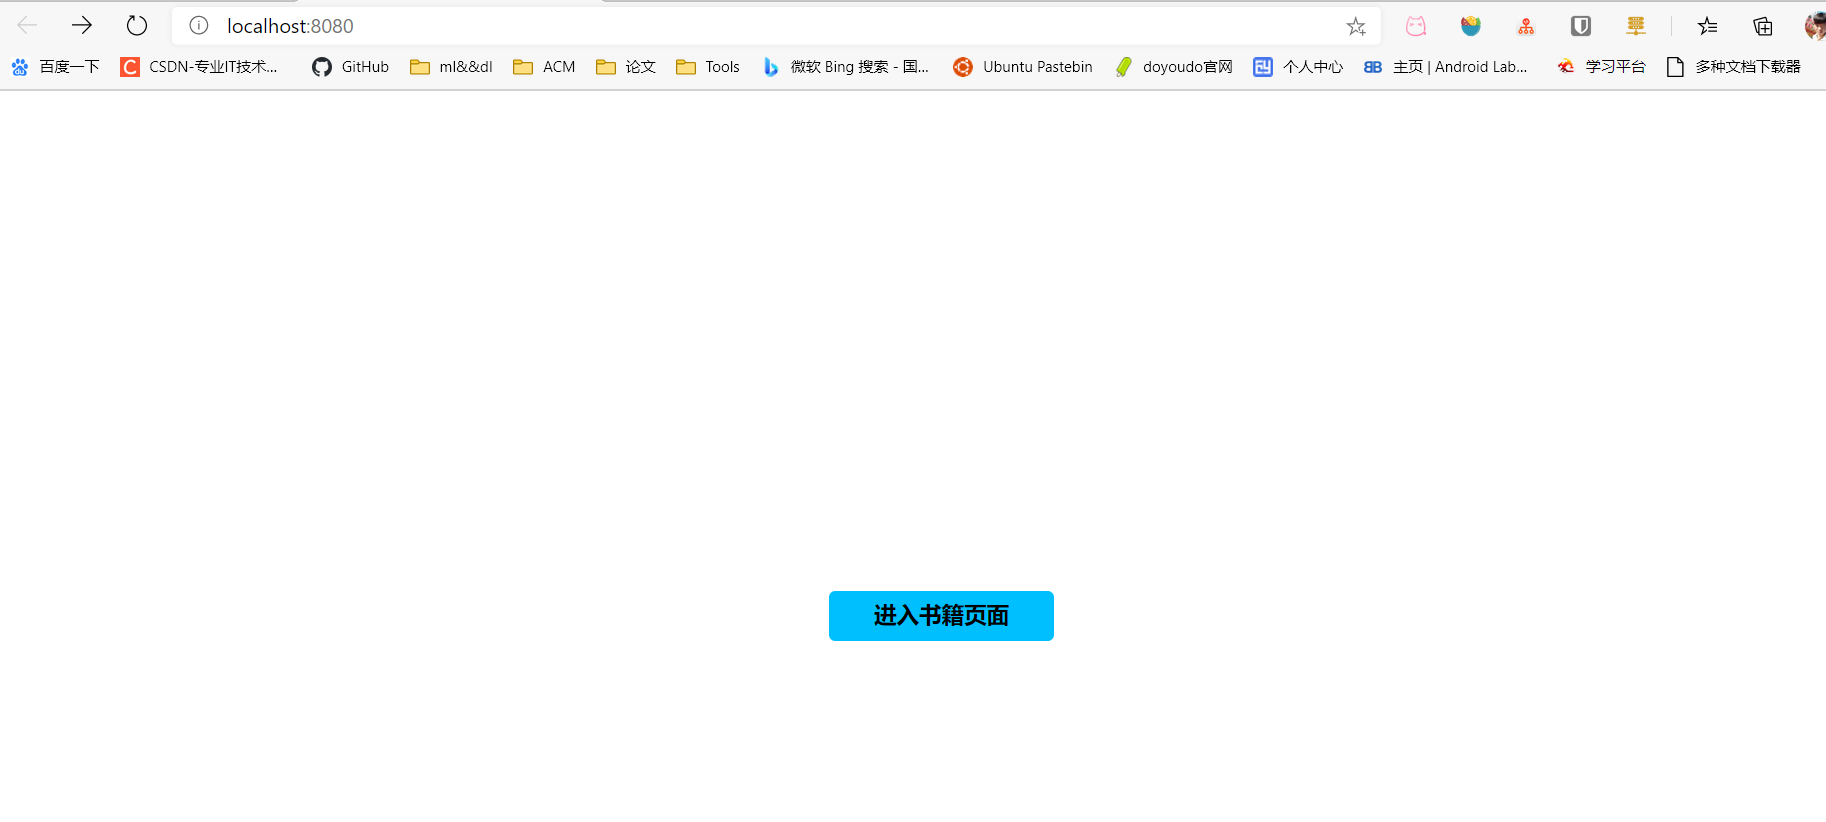 localhost:8080
百度一下 CSDN-专业IT技术... GitHub ml&&dl ACM 论文 Tools 微软 Bing 搜索 - 国... Ubuntu Pastebin doyoudo官网 个人中心 主页 | Android Lab... 学习平台 多种文档下载器
进入书籍页面